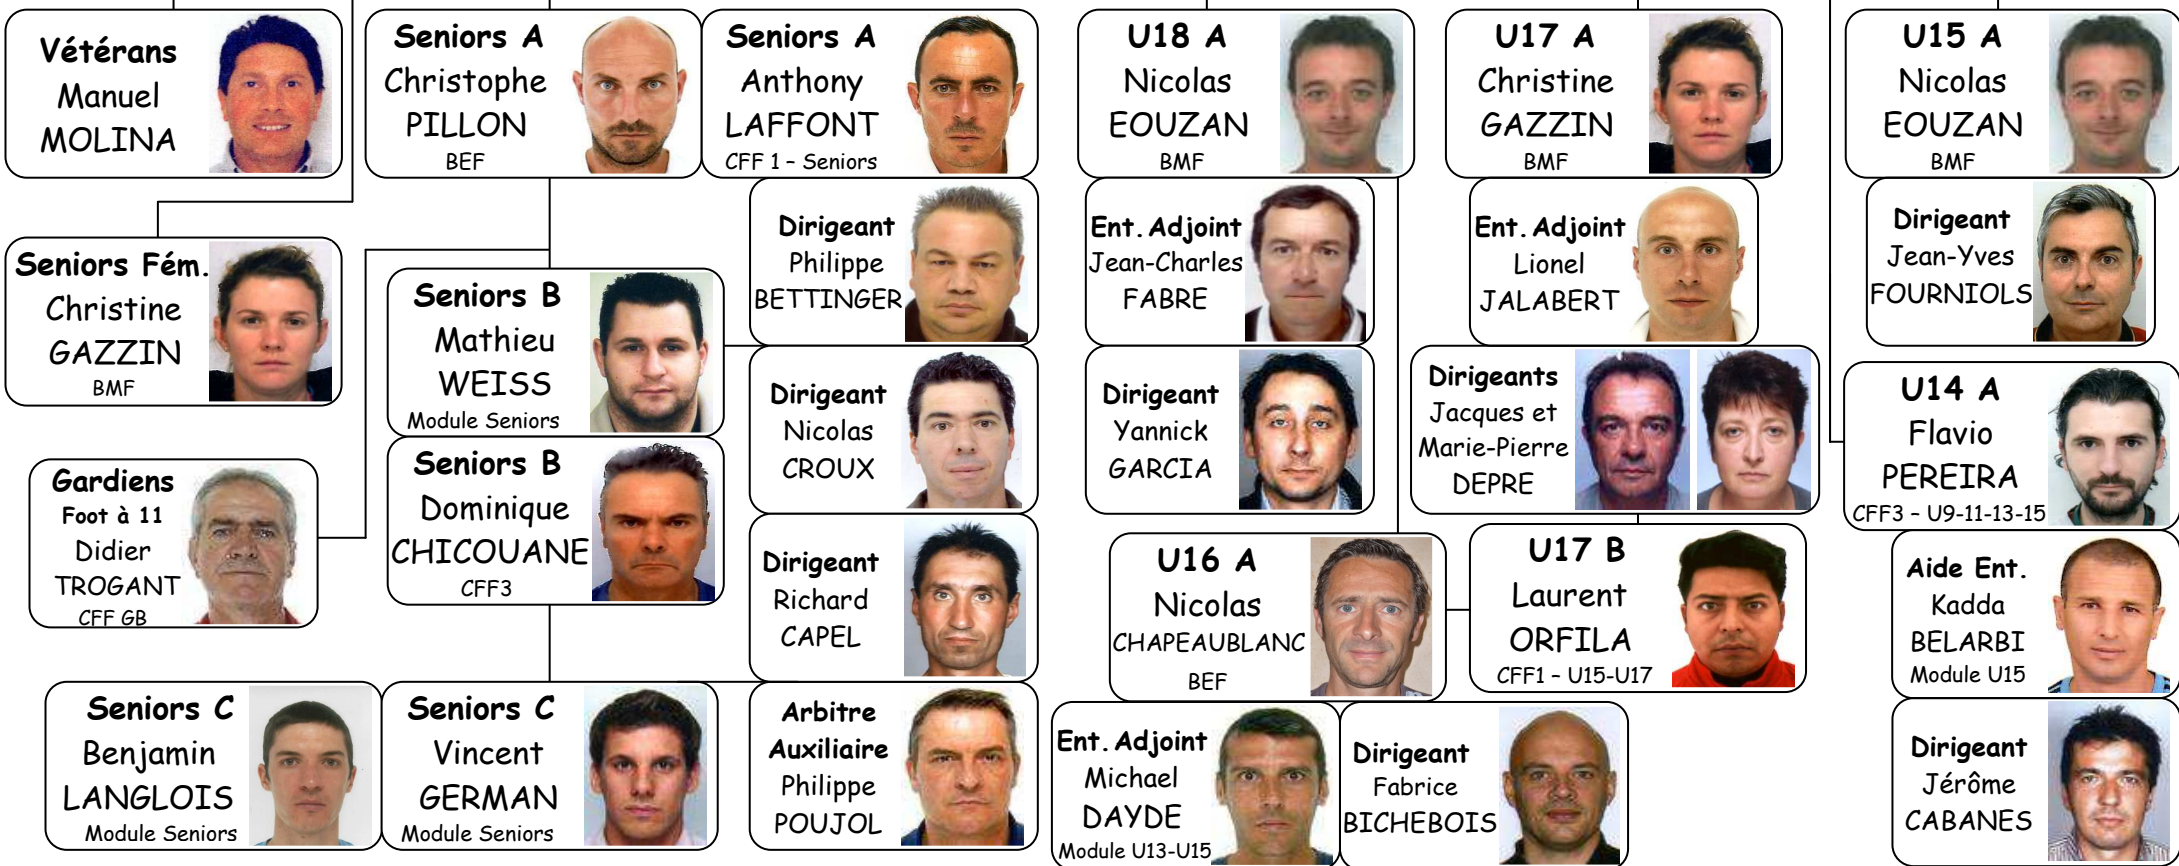 Vétérans
Manuel
MOLINA
Seniors A
Christophe
PILLON
BEF
Seniors A
Anthony
LAFFONT
CFF 1 - Seniors
U18 A
Nicolas
EOUZAN
BMF
U17 A
Christine
GAZZIN
BMF
U15 A
Nicolas
EOUZAN
BMF
Seniors Fém.
Christine
GAZZIN
BMF
Seniors B
Mathieu
WEISS
Module Seniors
Dirigeant
Philippe
BETTINGER
Ent. Adjoint
Jean-Charles
FABRE
Ent. Adjoint
Lionel
JALABERT
Dirigeant
Jean-Yves
FOURNIOLS
Dirigeant
Nicolas
CROUX
Dirigeant
Yannick
GARCIA
Dirigeants
Jacques et
Marie-Pierre
DEPRE
U14 A
Flavio
PEREIRA
CFF3 - U9-11-13-15
Gardiens
Foot à 11
Didier
TROGANT
CFF GB
Seniors B
Dominique
CHICOUANE
CFF3
Dirigeant
Richard
CAPEL
U16 A
Nicolas
CHAPEAUBLANC
BEF
U17 B
Laurent
ORFILA
CFF1 - U15-U17
Aide Ent.
Kadda
BELARBI
Module U15
Seniors C
Benjamin
LANGLOIS
Module Seniors
Seniors C
Vincent
GERMAN
Module Seniors
Arbitre
Auxiliaire
Philippe
POUJOL
Ent. Adjoint
Michael
DAYDE
Module U13-U15
Dirigeant
Fabrice
BICHEBOIS
Dirigeant
Jérôme
CABANES